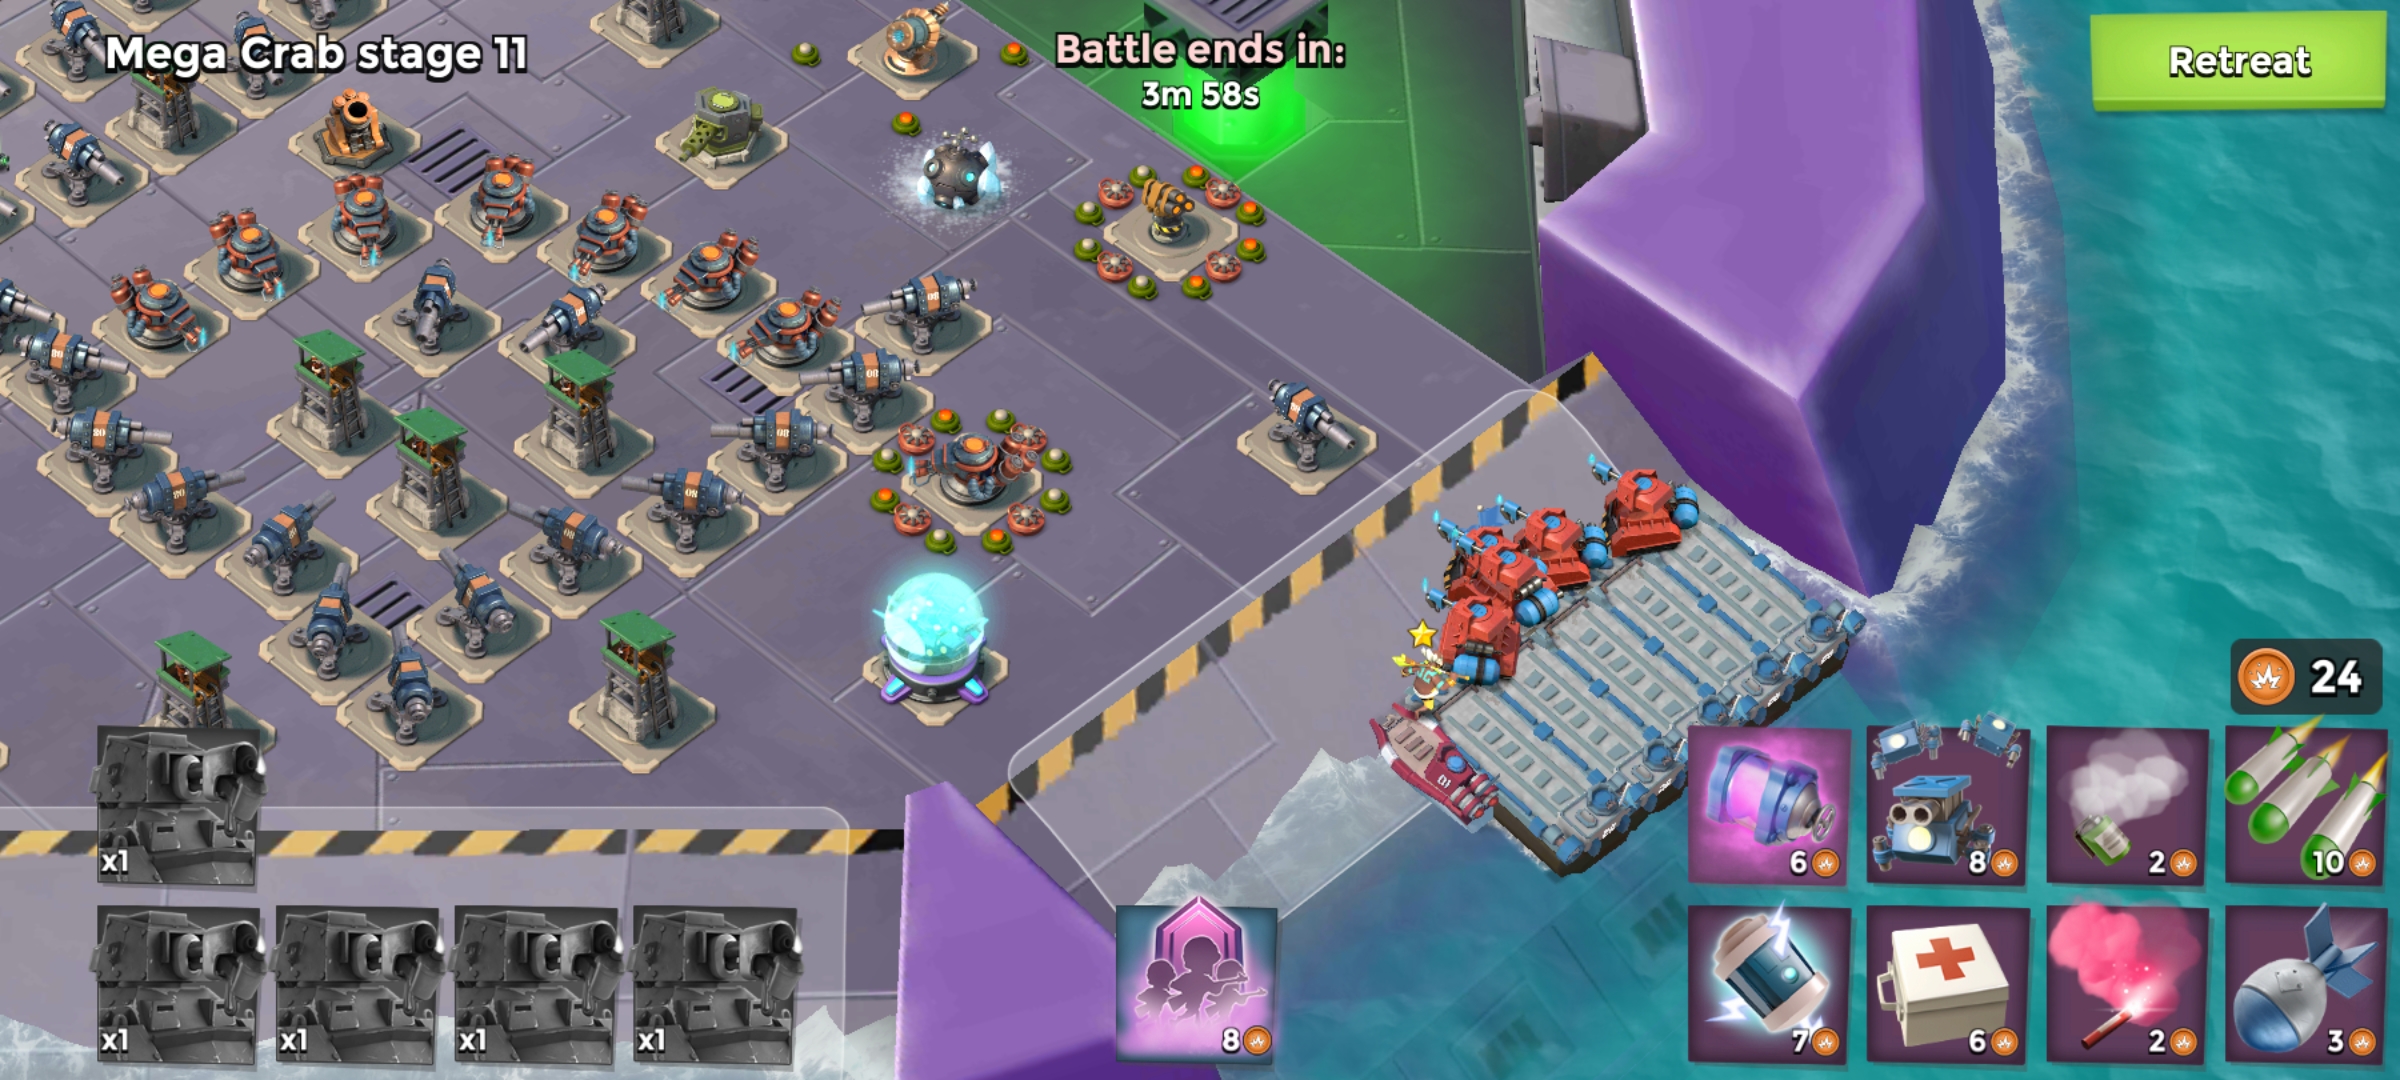 Mega Crab stage 11
Battle ends in:
3m 58s
Retreat
24
6
8
2
10
x1
x1
x1
x1
x1
8
7
6
2
3